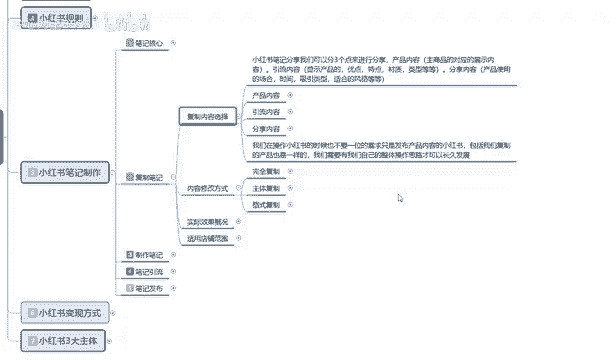 小红书规则
笔记核心
小红书笔记分享我们可以分3个点来进行分享，产品内容（主商品的对应的展示内
容）。引流内容（显示产品的，优点，特点，材质，类型等等）。分享内容（产品使用
的场合，时间，吸引类型，适合的风格等等）
产品内容
复制内容选择
引流内容
分享内容
我们在操作小红书的时候也不要一位的需求只是发布产品内容的小红书，包括我们复制
的产品也是一样的，我们需要有我们自己的整体操作思路才可以长久发展
5 小红书笔记制作
完全复制
复制笔记
内容修改方式
主体复制
格式复制
实际效果概况
适用店铺范围
3 制作笔记
4 笔记引流
5 笔记发布
6 小红书变现方式
7 小红书3大主体